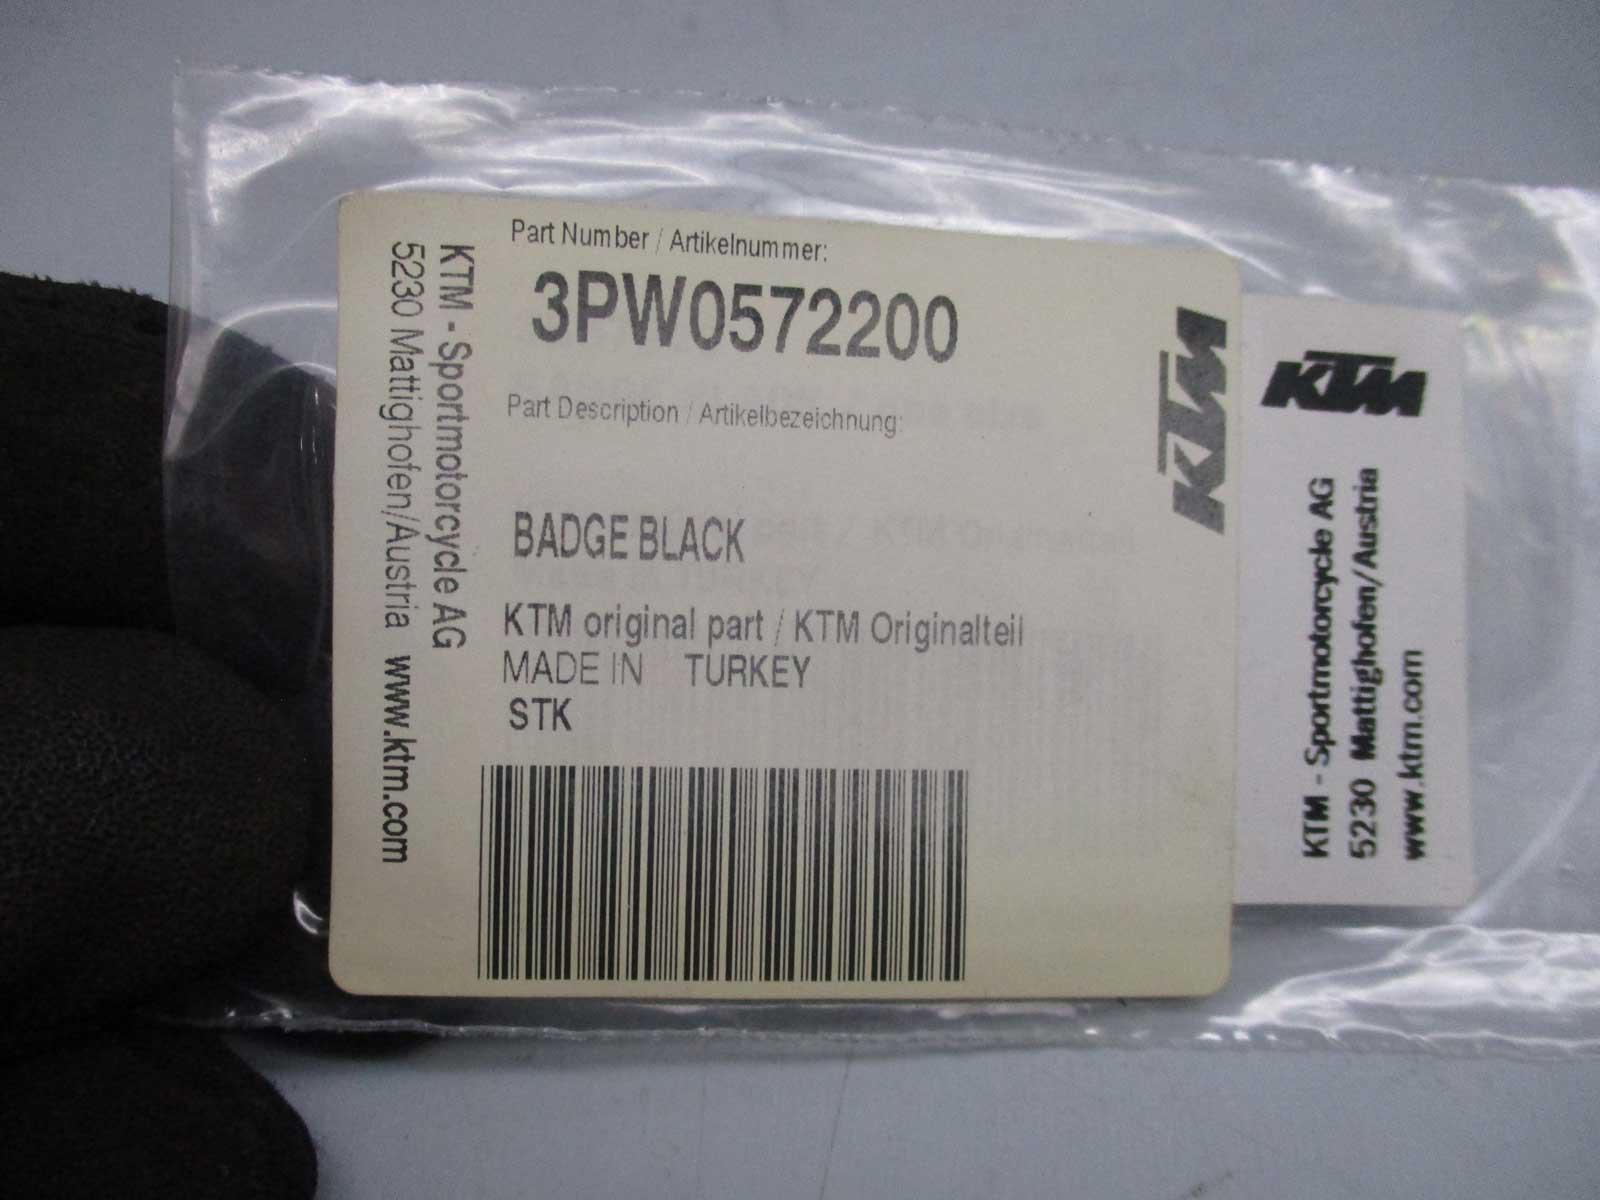 Part Number / Artikelnummer:
3PW0572200
Part Description / Artikelbezeichnung:
BADGE BLACK
KTM original part / KTM Originalteil
MADE IN TURKEY
STK
KTM - Sportmotorcycle AG
5230 Mattighofen/Austria www.ktm.com
KTM
KTM
KTM - Sportmotorcycle AG
5230 Mattighofen/Austria
www.ktm.com